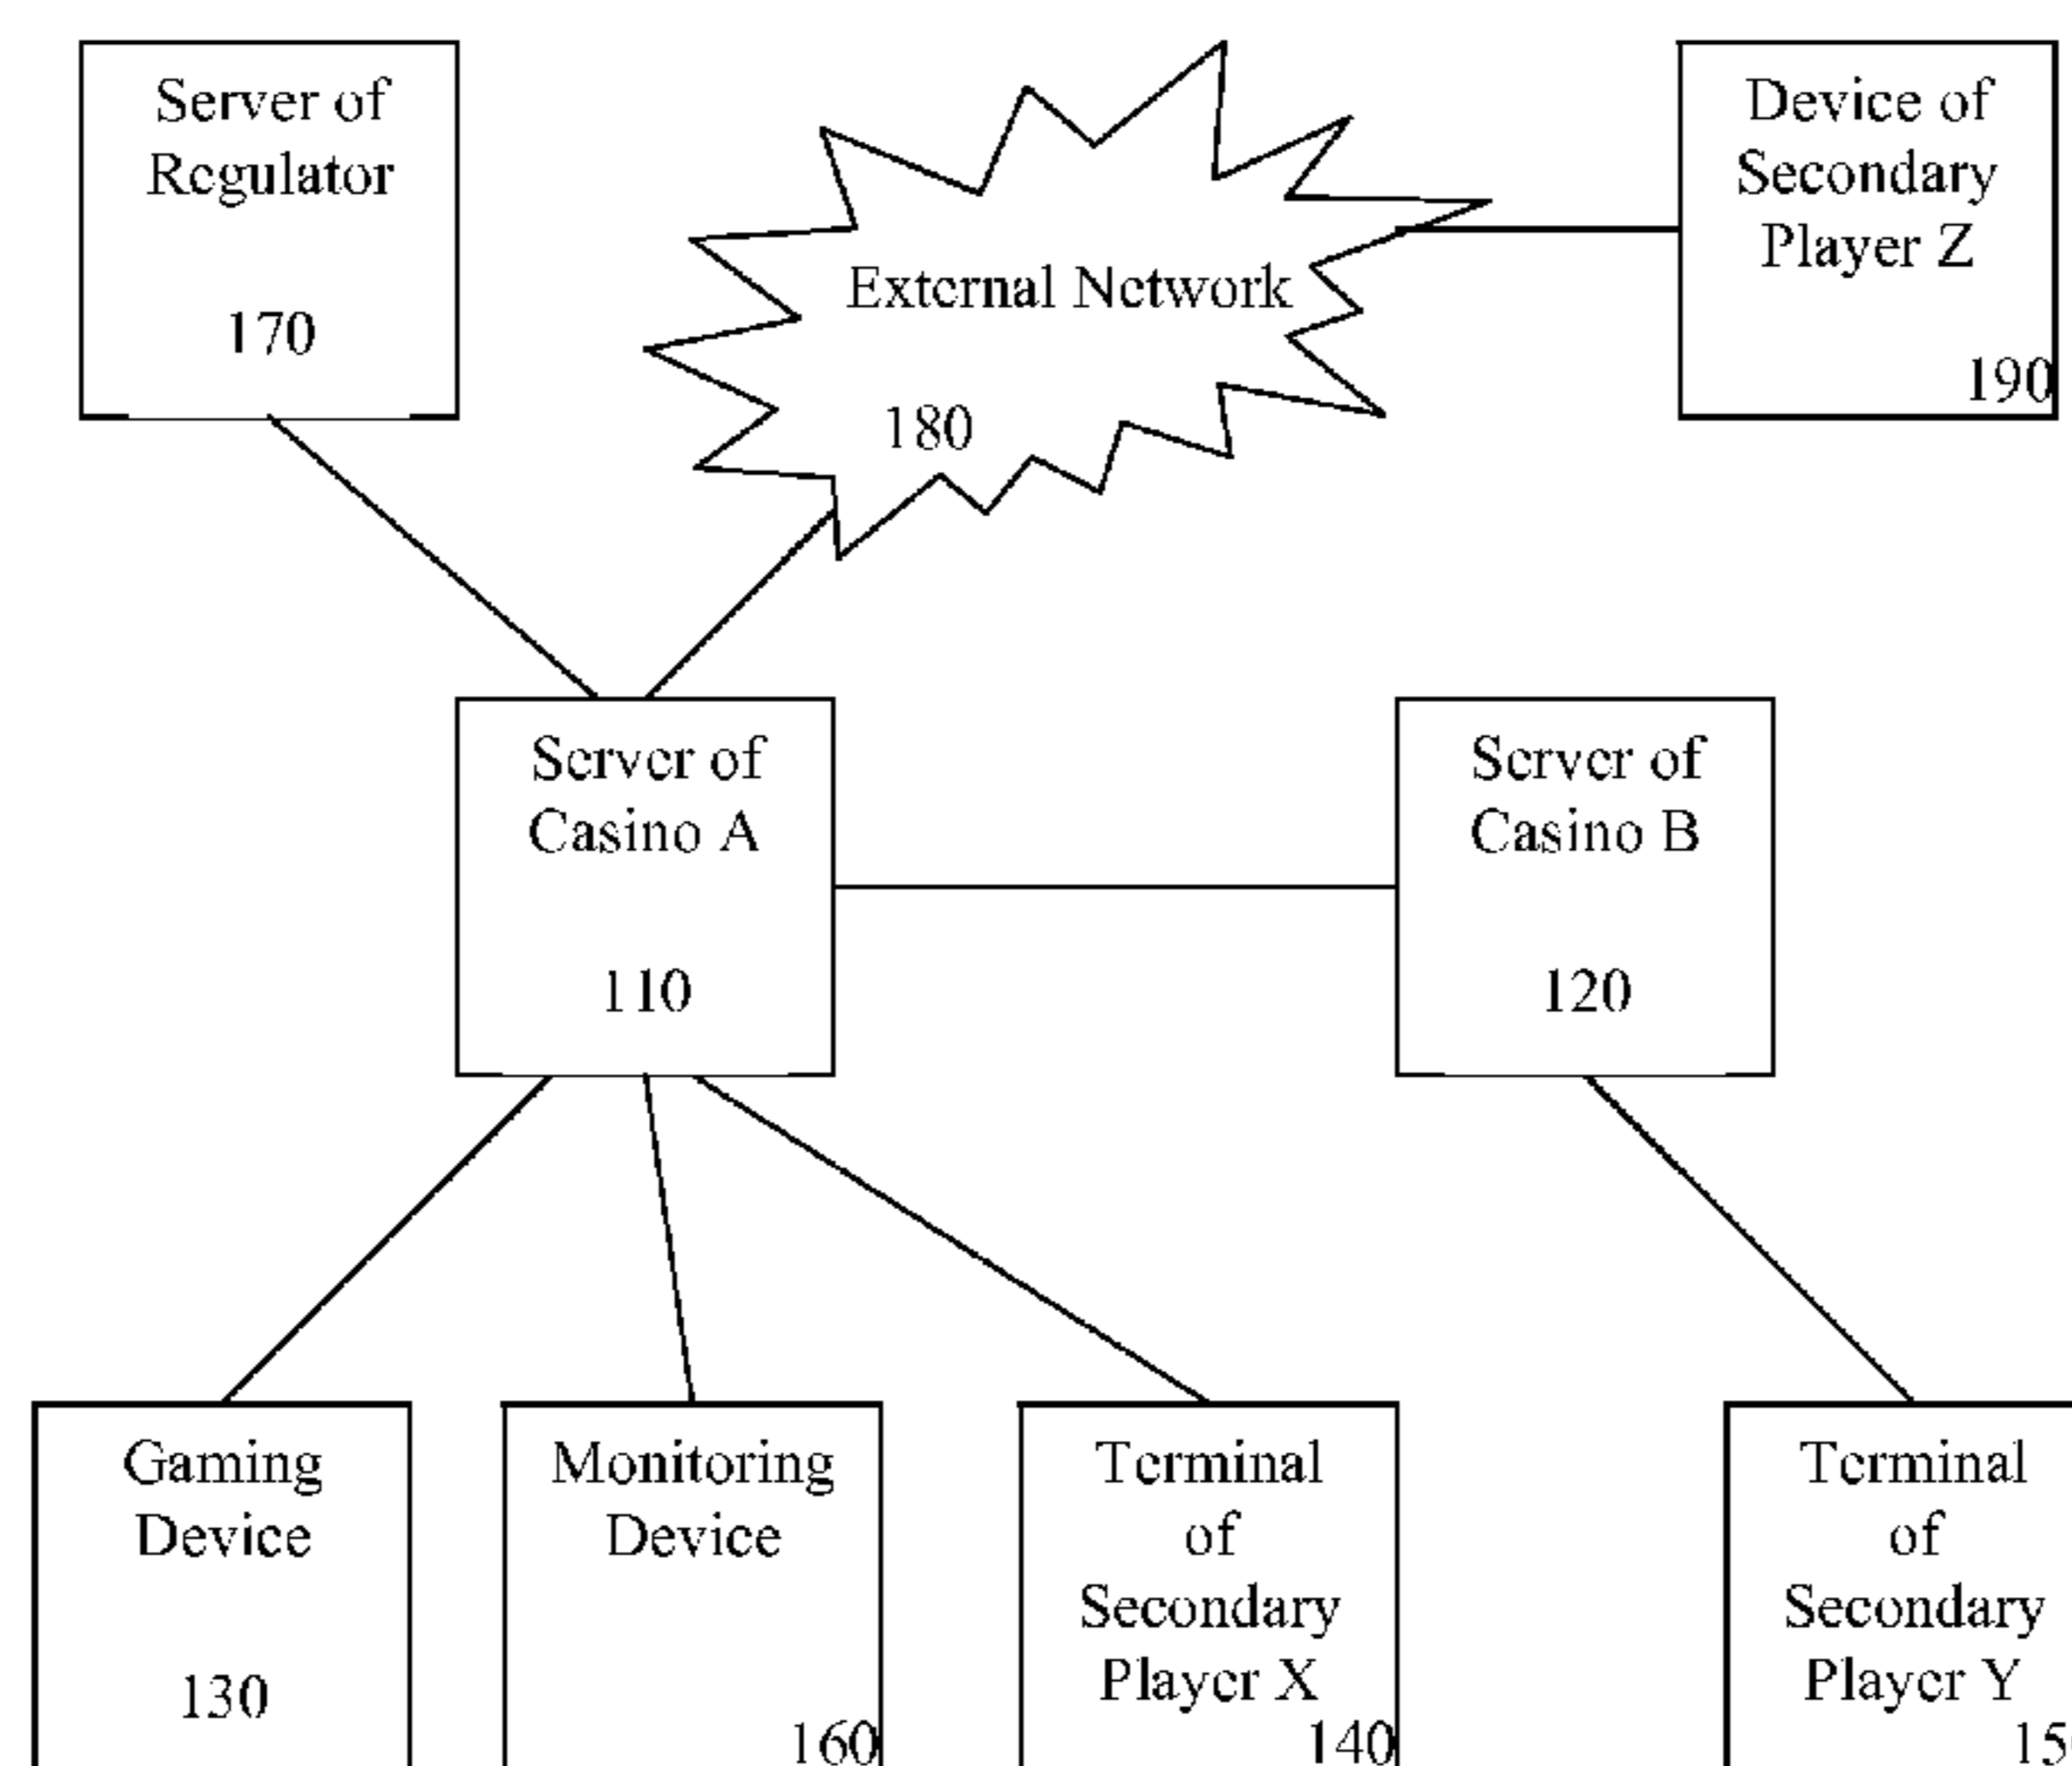 Server of
Regulator
170
External Network
180
Device of
Secondary
Player Z
190
Server of
Casino A
110
Server of
Casino B
120
Gaming
Device
130
Monitoring
Device
160
Terminal
of
Secondary
Player X
140
Terminal
of
Secondary
Player Y